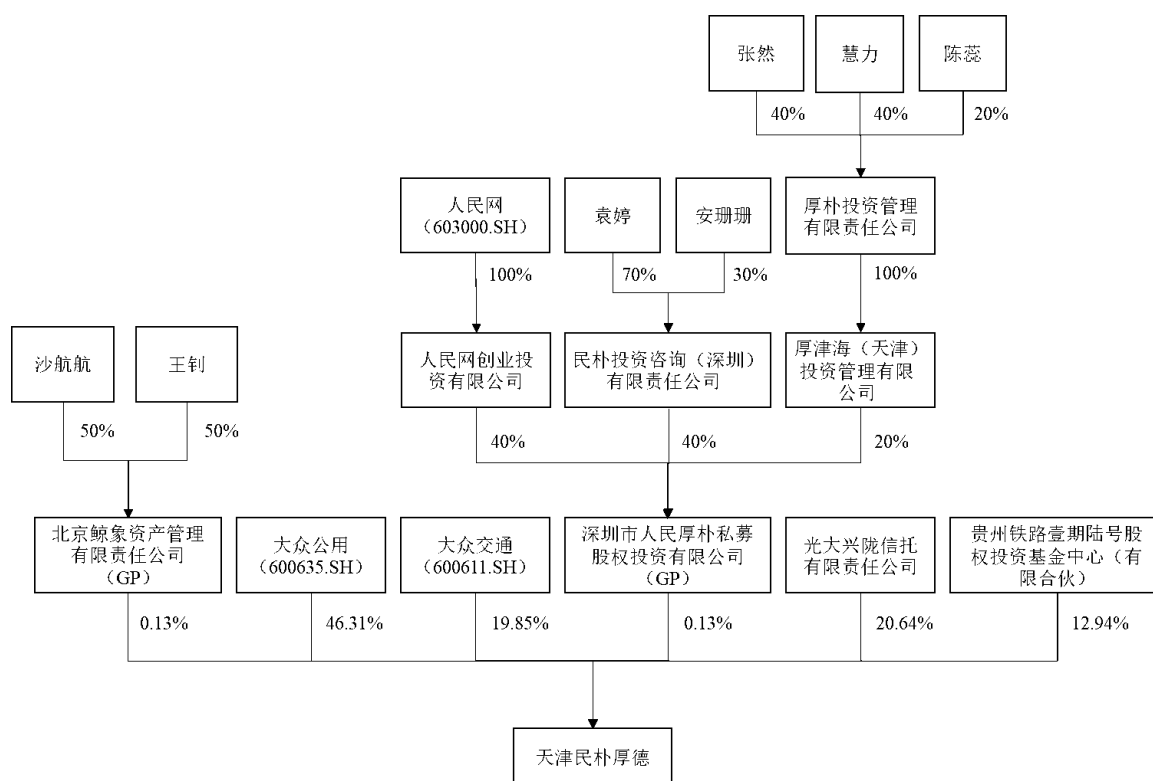 张然
慧力
陈蕊
40%
40%
20%
人民网
（603000.SH）
袁婷
安珊珊
厚朴投资管理
有限责任公司
100%
70%
30%
100%
沙航航
王钊
人民网创业投
资有限公司
民朴投资咨询（深圳）
有限责任公司
厚津海（天津）
投资管理有限
公司
50%
50%
40%
40%
20%
北京鲸象资产管理
有限责任公司
（GP）
大众公用
（600635.SH）
大众交通
（600611.SH）
深圳市人民厚朴私募
股权投资有限公司
（GP）
光大兴陇信托
有限责任公司
贵州铁路壹期陆号股
权投资基金中心（有
限合伙）
0.13%
46.31%
19.85%
0.13%
20.64%
12.94%
天津民朴厚德